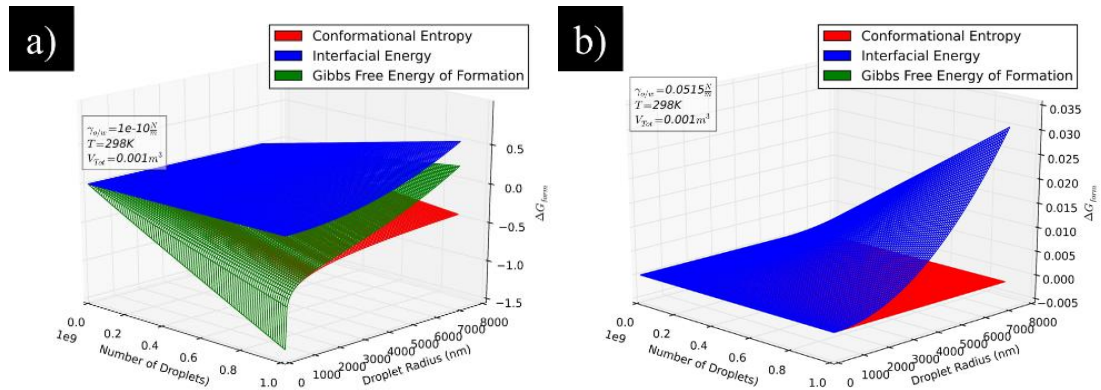 a)
Conformational Entropy
Interfacial Energy
Gibbs Free Energy of Formation
γo/w=1e-10 N/m
T=298K
VTot=0.001m³
0.5
0.0
−0.5
−1.0
−1.5
ΔGform
0.0
0.2
0.4
0.6
0.8
1.0
1e9
Number of Droplets)
0
1000
2000
3000
4000
5000
6000
7000
8000
Droplet Radius (nm)
b)
Conformational Entropy
Interfacial Energy
Gibbs Free Energy of Formation
γo/w=0.0515 N/m
T=298K
VTot=0.001m³
0.035
0.030
0.025
0.020
0.015
0.010
0.005
0.000
−0.005
ΔGform
0.0
0.2
0.4
0.6
0.8
1.0
1e9
Number of Droplets)
0
1000
2000
3000
4000
5000
6000
7000
8000
Droplet Radius (nm)